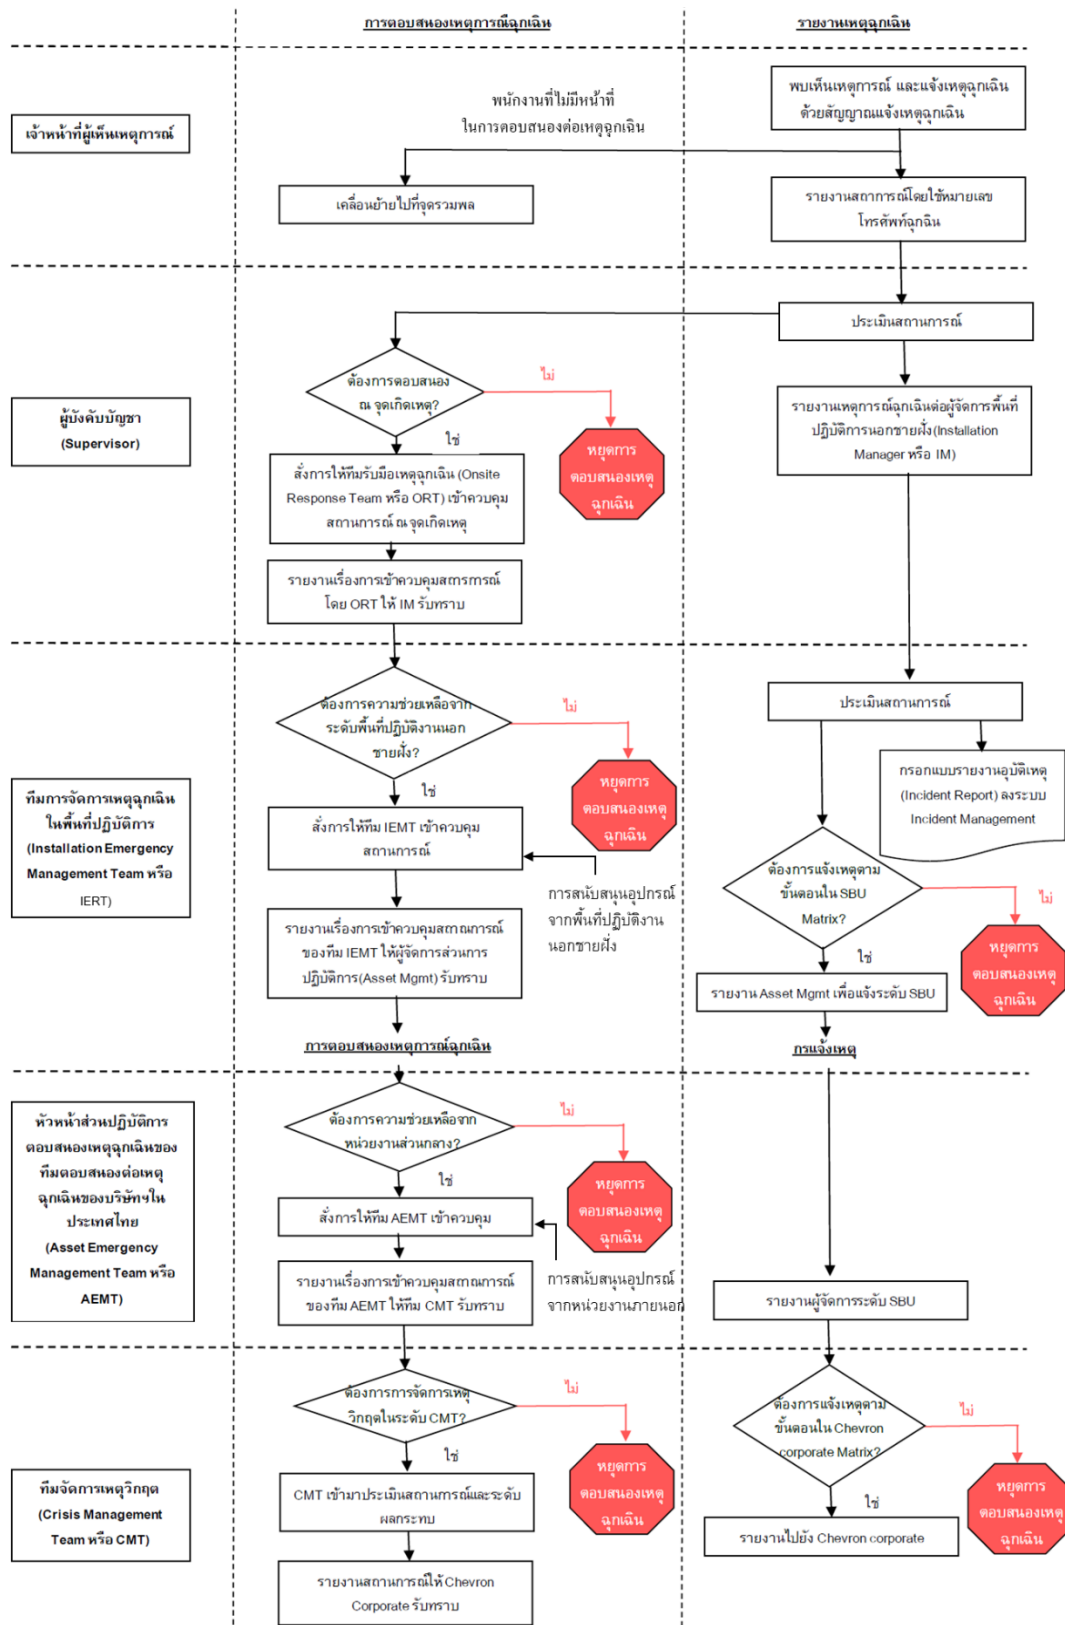 การตอบสนองเหตุการณ์ฉุกเฉิน
รายงานเหตุฉุกเฉิน
เจ้าหน้าที่ผู้เห็นเหตุการณ์
พนักงานที่ไม่มีหน้าที่
ในการตอบสนองต่อเหตุฉุกเฉิน
พบเห็นเหตุการณ์ และแจ้งเหตุฉุกเฉิน
ด้วยสัญญาณแจ้งเหตุฉุกเฉิน
เคลื่อนย้ายไปที่จุดรวมพล
รายงานสถาการณ์โดยใช้หมายเลข
โทรศัพท์ฉุกฉิน
ผู้บังคับบัญชา
(Supervisor)
ประเมินสถานการณ์
ต้องการตอบสนอง
ณ จุดเกิดเหตุ?
ไม่
ใช่
หยุดการ
ตอบสนองเหตุ
ฉุกเฉิน
รายงานเหตุการณ์ฉุกเฉินต่อผู้จัดการพื้นที่
ปฏิบัติการนอกชายฝั่ง(Installation
Manager หรือ IM)
สั่งการให้ทีมรับมือเหตุฉุกเฉิน (Onsite
Response Team หรือ ORT) เข้าควบคุม
สถานการณ์ ณ จุดเกิดเหตุ
รายงานเรื่องการเข้าควบคุมสถารการณ์
โดย ORT ให้ IM รับทราบ
ทีมการจัดการเหตุฉุกเฉิน
ในพื้นที่ปฏิบัติการ
(Installation Emergency
Management Team หรือ
IERT)
ต้องการความช่วยเหลือจาก
ระดับพื้นที่ปฏิบัติงานนอก
ชายฝั่ง?
ไม่
ใช่
หยุดการ
ตอบสนองเหตุ
ฉุกเฉิน
สั่งการให้ทีม IEMT เข้าควบคุม
สถานการณ์
การสนับสนุนอุปกรณ์
จากพื้นที่ปฏิบัติงาน
นอกชายฝั่ง
รายงานเรื่องการเข้าควบคุมสถาณการณ์
ของทีม IEMT ให้ผู้จัดการส่วนการ
ปฏิบัติการ(Asset Mgmt) รับทราบ
ประเมินสถานการณ์
กรอกแบบรายงานอุบัติเหตุ
(Incident Report) ลงระบบ
Incident Management
ต้องการแจ้งเหตุตาม
ขั้นตอนใน SBU
Matrix?
ไม่
ใช่
หยุดการ
ตอบสนองเหตุ
ฉุกเฉิน
รายงาน Asset Mgmt เพื่อแจ้งระดับ SBU
การตอบสนองเหตุการณ์ฉุกเฉิน
กรแจ้งเหตุ
หัวหน้าส่วนปฏิบัติการ
ตอบสนองเหตุฉุกเฉินของ
ทีมตอบสนองต่อเหตุ
ฉุกเฉินของบริษัทฯใน
ประเทศไทย
(Asset Emergency
Management Team หรือ
AEMT)
ต้องการความช่วยเหลือจาก
หน่วยงานส่วนกลาง?
ไม่
ใช่
หยุดการ
ตอบสนองเหตุ
ฉุกเฉิน
สั่งการให้ทีม AEMT เข้าควบคุม
การสนับสนุนอุปกรณ์
จากหน่วยงานภายนอก
รายงานเรื่องการเข้าควบคุมสถาณการณ์
ของทีม AEMT ให้ทีม CMT รับทราบ
รายงานผู้จัดการระดับ SBU
ทีมจัดการเหตุวิกฤต
(Crisis Management
Team หรือ CMT)
ต้องการการจัดการเหตุ
วิกฤตในระดับ CMT?
ไม่
ใช่
หยุดการ
ตอบสนองเหตุ
ฉุกเฉิน
CMT เข้ามาประเมินสถานการณ์และระดับ
ผลกระทบ
รายงานสถานการณ์ให้ Chevron
Corporate รับทราบ
ต้องการแจ้งเหตุตาม
ขั้นตอนใน Chevron
corporate Matrix?
ไม่
ใช่
หยุดการ
ตอบสนองเหตุ
ฉุกเฉิน
รายงานไปยัง Chevron corporate